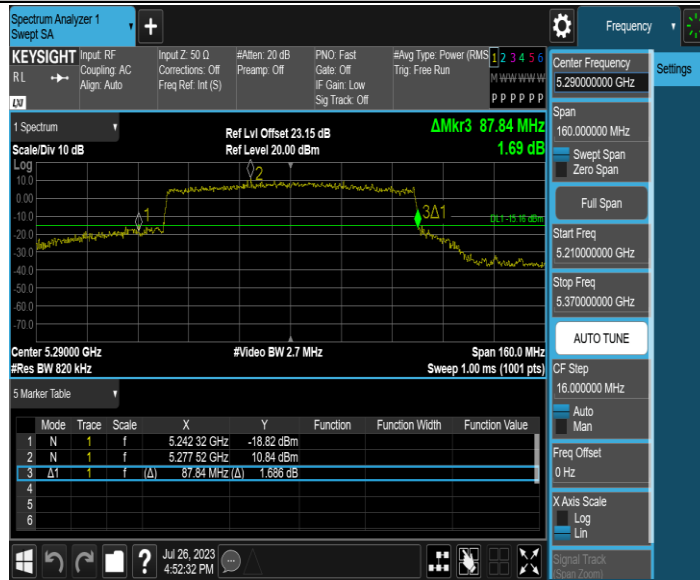 Spectrum Analyzer 1
Swept SA
Frequency
KEYSIGHT
RL
LXI
Input: RF
Coupling: AC
Align: Auto
Input Z: 50 Ω
Corrections: Off
Freq Ref: Int (S)
#Atten: 20 dB
Preamp: Off
PNO: Fast
Gate: Off
IF Gain: Low
Sig Track: Off
#Avg Type: Power (RMS
Trig: Free Run
1 2 3 4 5 6
M W W W W W
P P P P P P
1 Spectrum
Scale/Div 10 dB
Ref Lvl Offset 23.15 dB
Ref Level 20.00 dBm
ΔMkr3 87.84 MHz
1.69 dB
Log
10.0
0.00
-10.0
-20.0
-30.0
-40.0
-50.0
-60.0
-70.0
1
2
3Δ1
DL1 -15.16 dBm
Center 5.29000 GHz
#Video BW 2.7 MHz
Span 160.0 MHz
#Res BW 820 kHz
Sweep 1.00 ms (1001 pts)
5 Marker Table
Mode Trace Scale X Y Function Function Width Function Value
1 N 1 f 5.242 32 GHz -18.82 dBm
2 N 1 f 5.277 52 GHz 10.84 dBm
3 Δ1 1 f (Δ) 87.84 MHz (Δ) 1.686 dB
4
5
6
?
Jul 26, 2023
4:52:32 PM
Center Frequency
5.290000000 GHz
Settings
Span
160.000000 MHz
Swept Span
Zero Span
Full Span
Start Freq
5.210000000 GHz
Stop Freq
5.370000000 GHz
AUTO TUNE
CF Step
16.000000 MHz
Auto
Man
Freq Offset
0 Hz
X Axis Scale
Log
Lin
Signal Track
(Span Zoom)